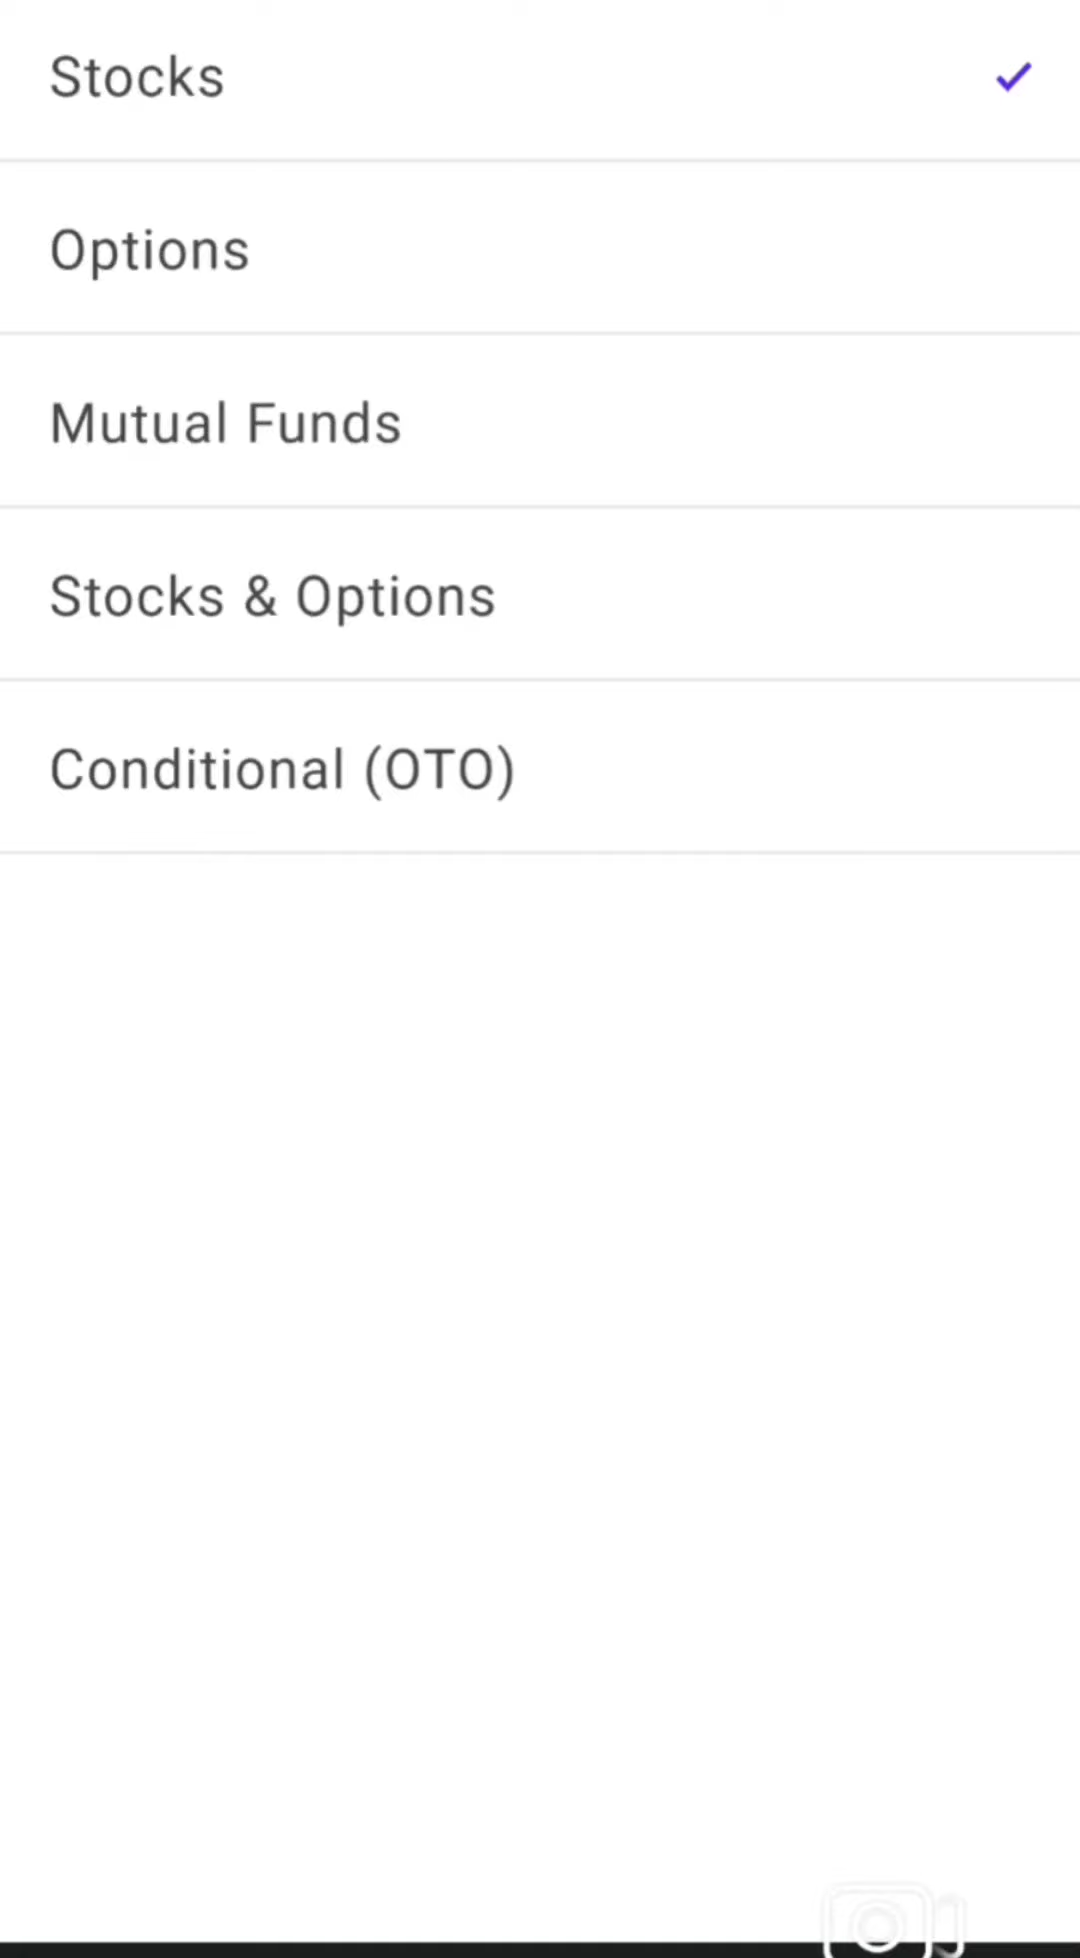 Stocks
Options
Mutual Funds
Stocks & Options
Conditional (OTO)